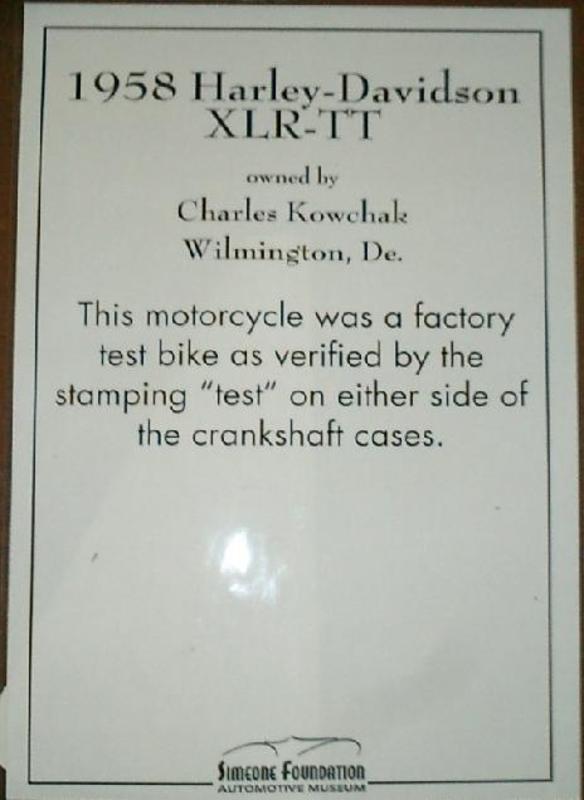 1958 Harley-Davidson
XLR-TT
owned by
Charles Kowchak
Wilmington, De.
This motorcycle was a factory
test bike as verified by the
stamping "test" on either side of
the crankshaft cases.
SIMEONE FOUNDATION
AUTOMOTIVE MUSEUM